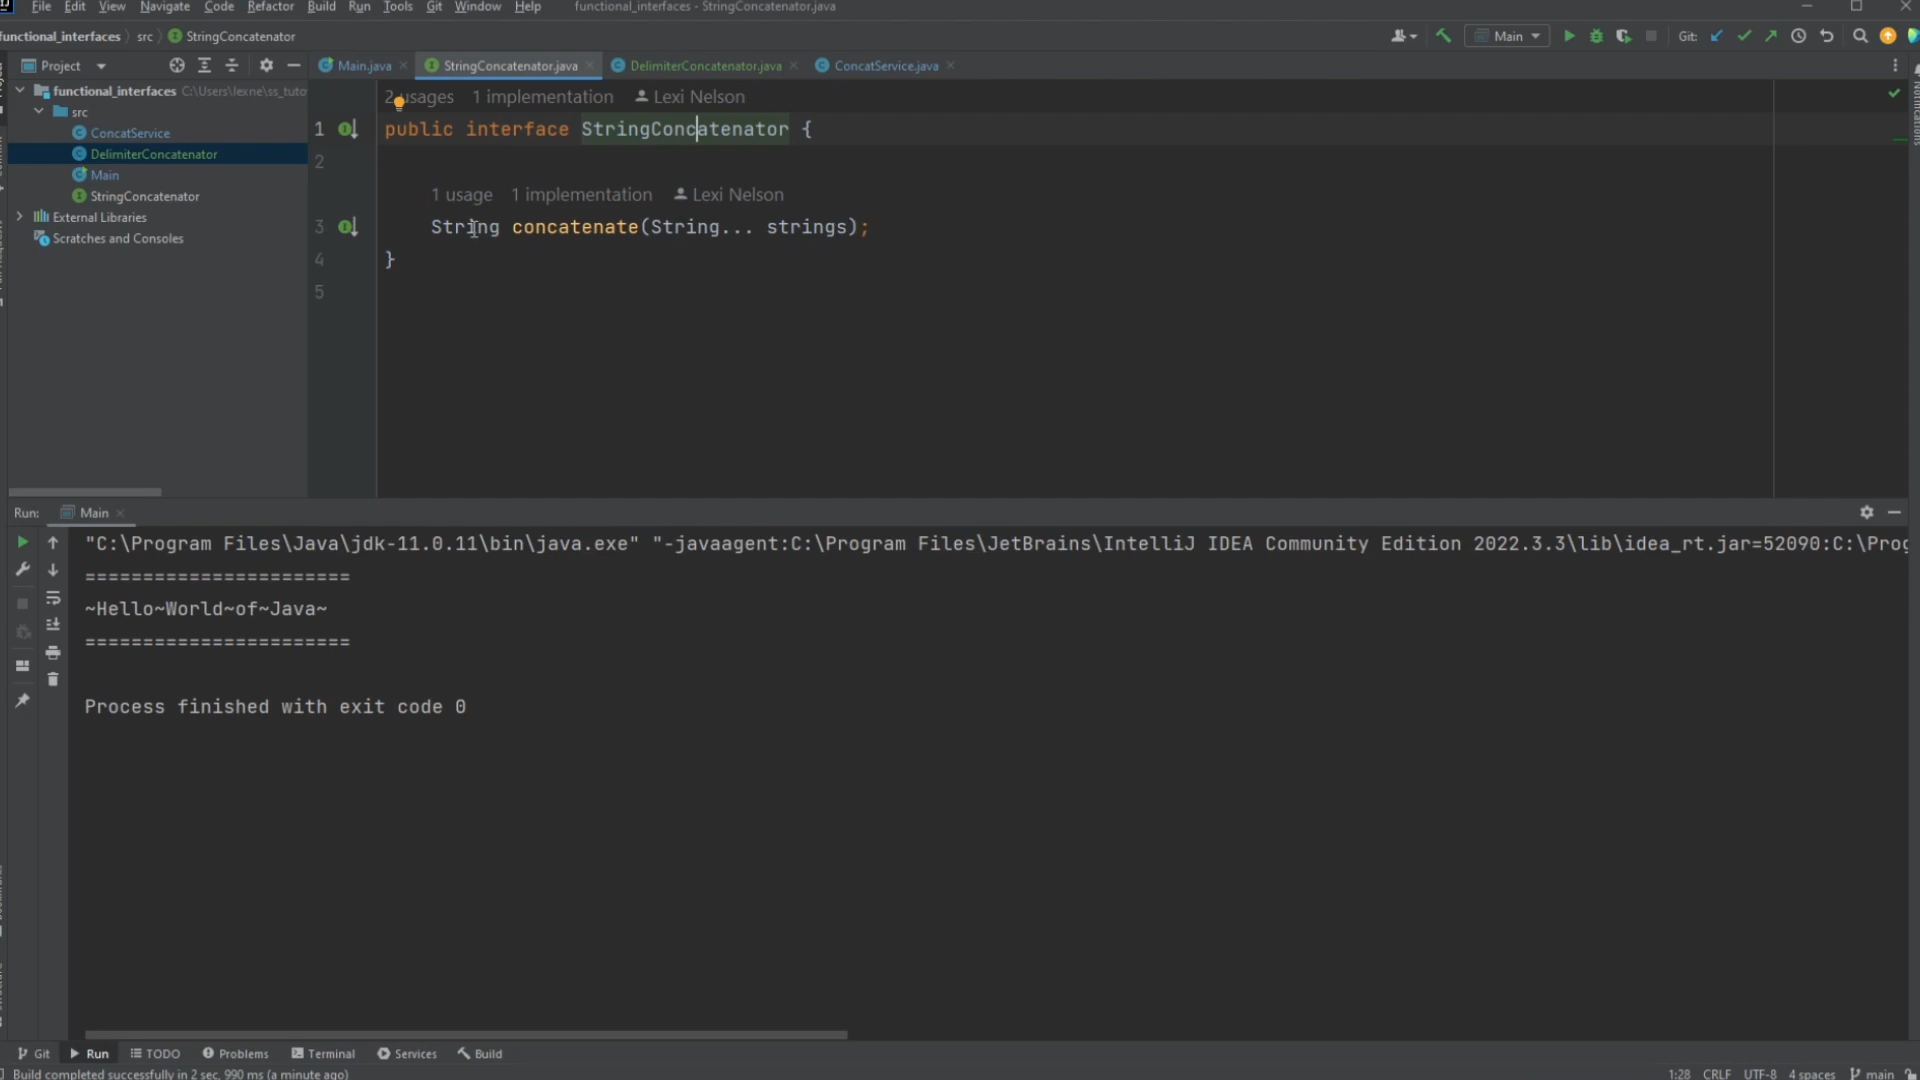 File Edit View Navigate Code Refactor Build Run Tools Git Window Help functional_interfaces - StringConcatenator.java
functional_interfaces src StringConcatenator Main Git:
Project Main.java StringConcatenator.java DelimiterConcatenator.java ConcatService.java
functional_interfaces C:\Users\lexne\ss_tuto
src
ConcatService
DelimiterConcatenator
Main
StringConcatenator
External Libraries
Scratches and Consoles
Notifications
2 usages 1 implementation Lexi Nelson
1 public interface StringConcatenator {
2
1 usage 1 implementation Lexi Nelson
3 String concatenate(String... strings);
4 }
5
Run: Main
"C:\Program Files\Java\jdk-11.0.11\bin\java.exe" "-javaagent:C:\Program Files\JetBrains\IntelliJ IDEA Community Edition 2022.3.3\lib\idea_rt.jar=52090:C:\Prog
=======================
~Hello~World~of~Java~
=======================
Process finished with exit code 0
Git Run TODO Problems Terminal Services Build
Build completed successfully in 2 sec, 990 ms (a minute ago) 1:28 CRLF UTF-8 4 spaces main